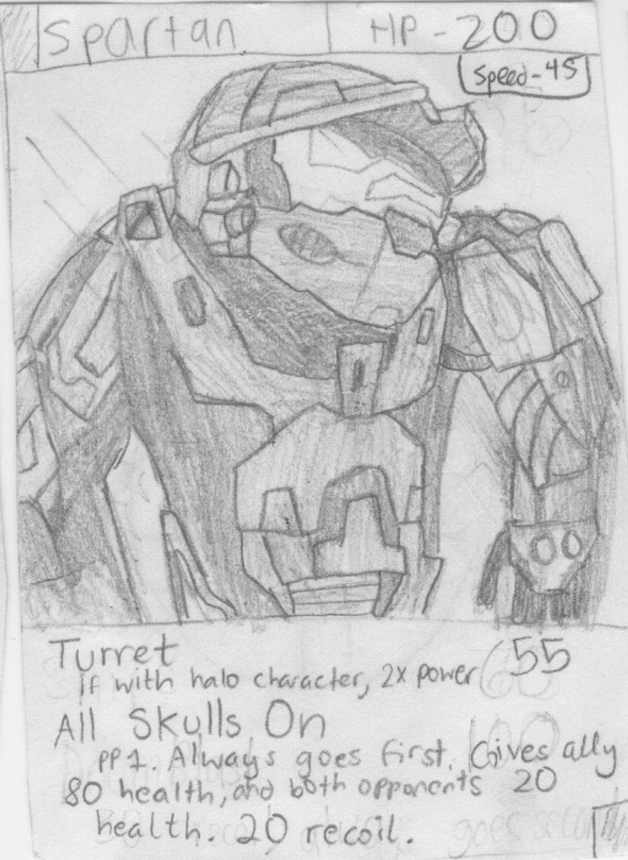 Spartan
HP - 200
Speed - 45
Turret 55
If with halo character, 2x power
All Skulls On
PP 1. Always goes first. Gives ally
80 health, and both opponents 20
health. 20 recoil.